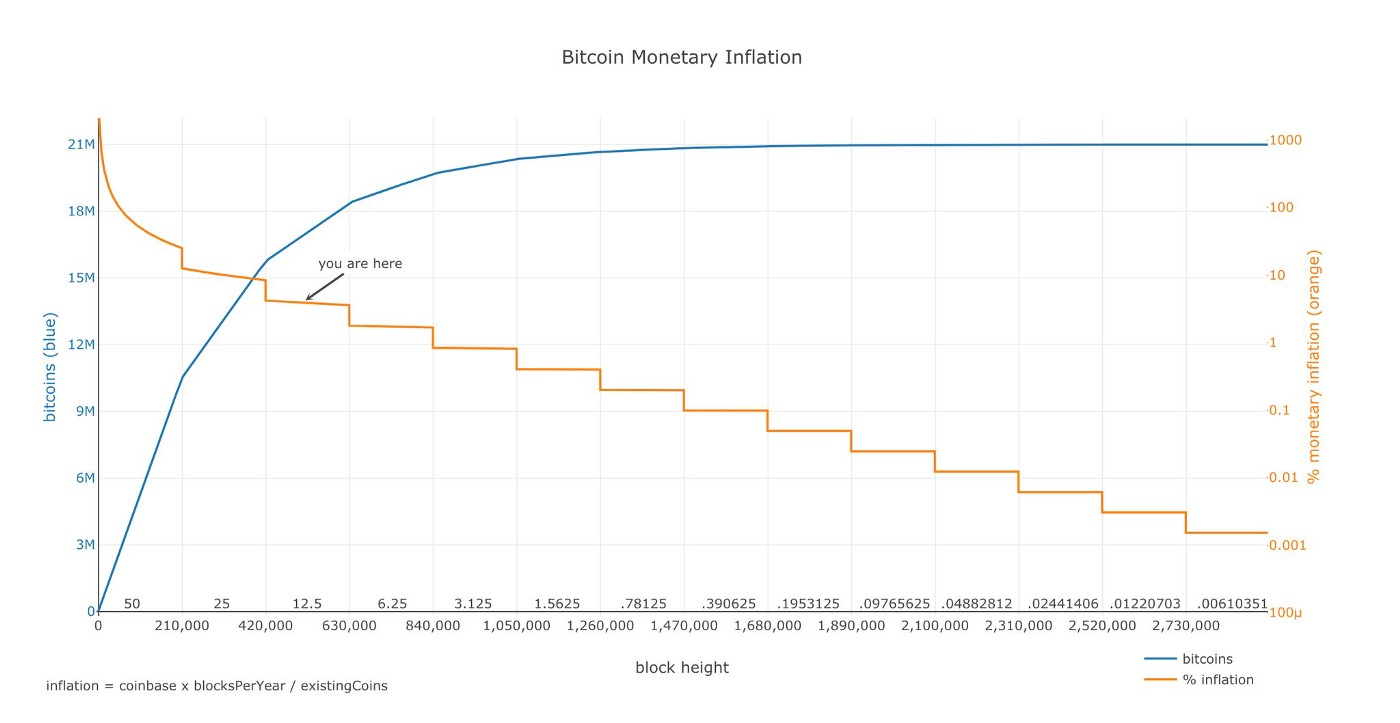 Bitcoin Monetary Inflation
21M
18M
15M
12M
9M
6M
3M
0
bitcoins (blue)
you are here
1000
100
10
1
0.1
0.01
0.001
100μ
% monetary inflation (orange)
50 25 12.5 6.25 3.125 1.5625 .78125 .390625 .1953125 .09765625 .04882812 .02441406 .01220703 .00610351
0 210,000 420,000 630,000 840,000 1,050,000 1,260,000 1,470,000 1,680,000 1,890,000 2,100,000 2,310,000 2,520,000 2,730,000
block height
bitcoins
% inflation
inflation = coinbase x blocksPerYear / existingCoins